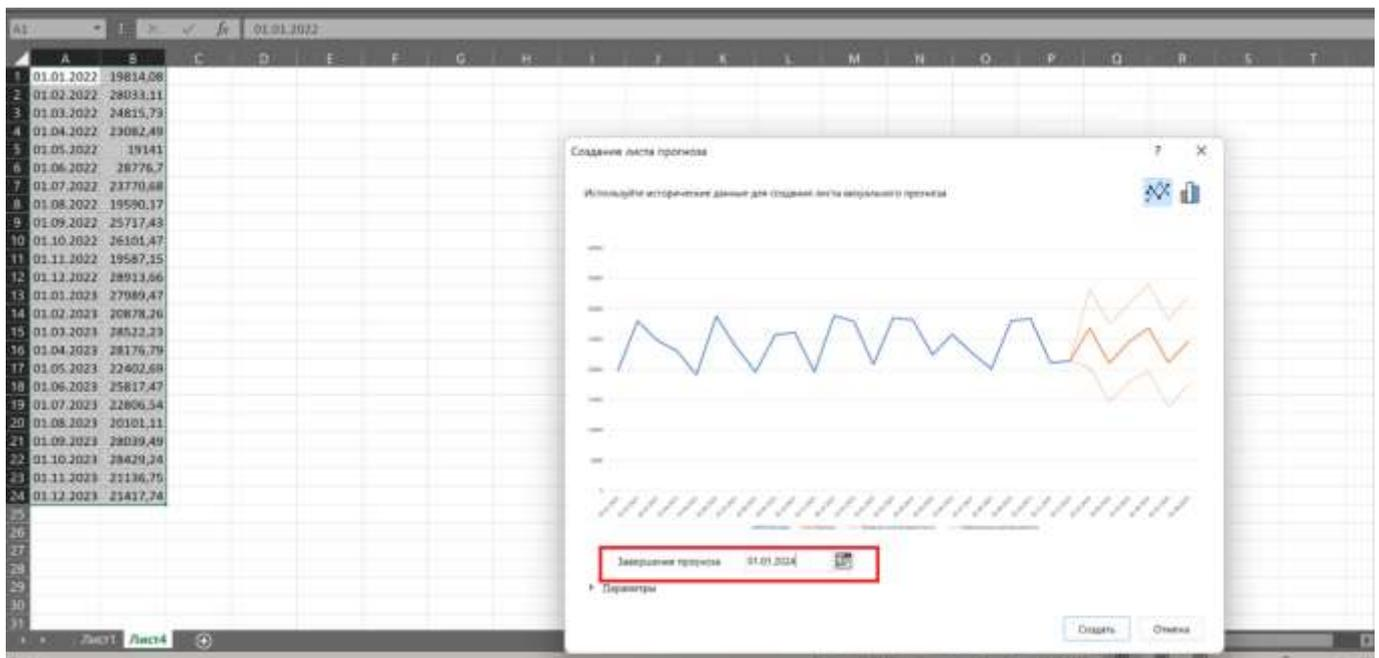 A1 fx 01.01.2022
A B C D E F G H I J K L M N O P Q R S T
1 01.01.2022 19814,08
2 01.02.2022 28033,11
3 01.03.2022 24815,73
4 01.04.2022 23082,49
5 01.05.2022 19141
6 01.06.2022 28776,7
7 01.07.2022 23770,68
8 01.08.2022 19590,17
9 01.09.2022 25717,43
10 01.10.2022 26101,47
11 01.11.2022 19587,15
12 01.12.2022 28913,66
13 01.01.2023 27989,47
14 01.02.2023 20878,26
15 01.03.2023 28522,23
16 01.04.2023 28176,79
17 01.05.2023 22402,69
18 01.06.2023 25817,47
19 01.07.2023 22806,54
20 01.08.2023 20101,11
21 01.09.2023 28039,49
22 01.10.2023 28429,24
23 01.11.2023 21136,75
24 01.12.2023 21417,74
25
26
27
28
29
30
31
Создание листа прогноза ? ×
Используйте исторические данные для создания листа визуального прогноза
Завершение прогноза
Параметры
Создать Отмена
Лист1 Лист4